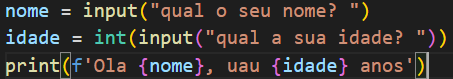 nome = input("qual o seu nome? ")
idade = int(input("qual a sua idade? "))
print(f'Ola {nome}, uau {idade} anos')